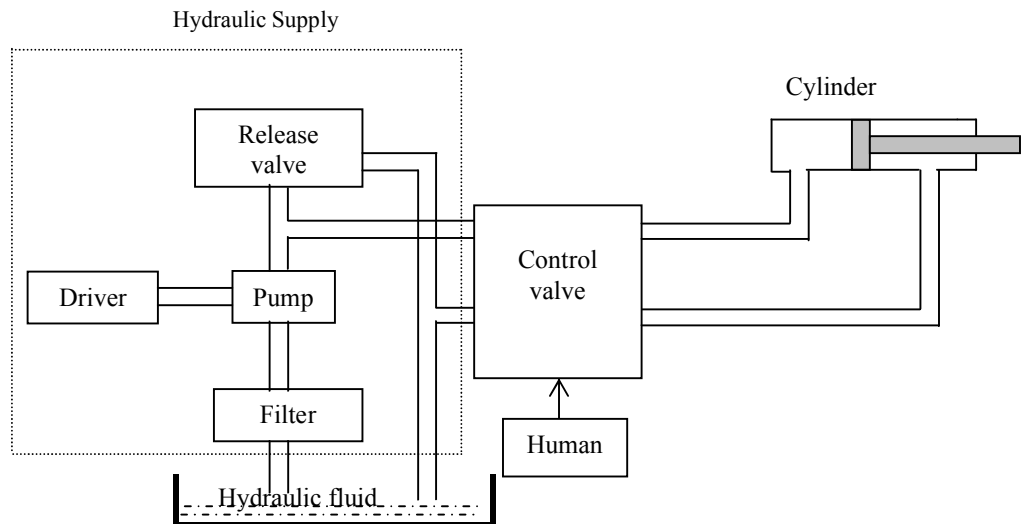 Hydraulic Supply
Cylinder
Release
valve
Control
valve
Driver
Pump
Filter
Human
Hydraulic fluid